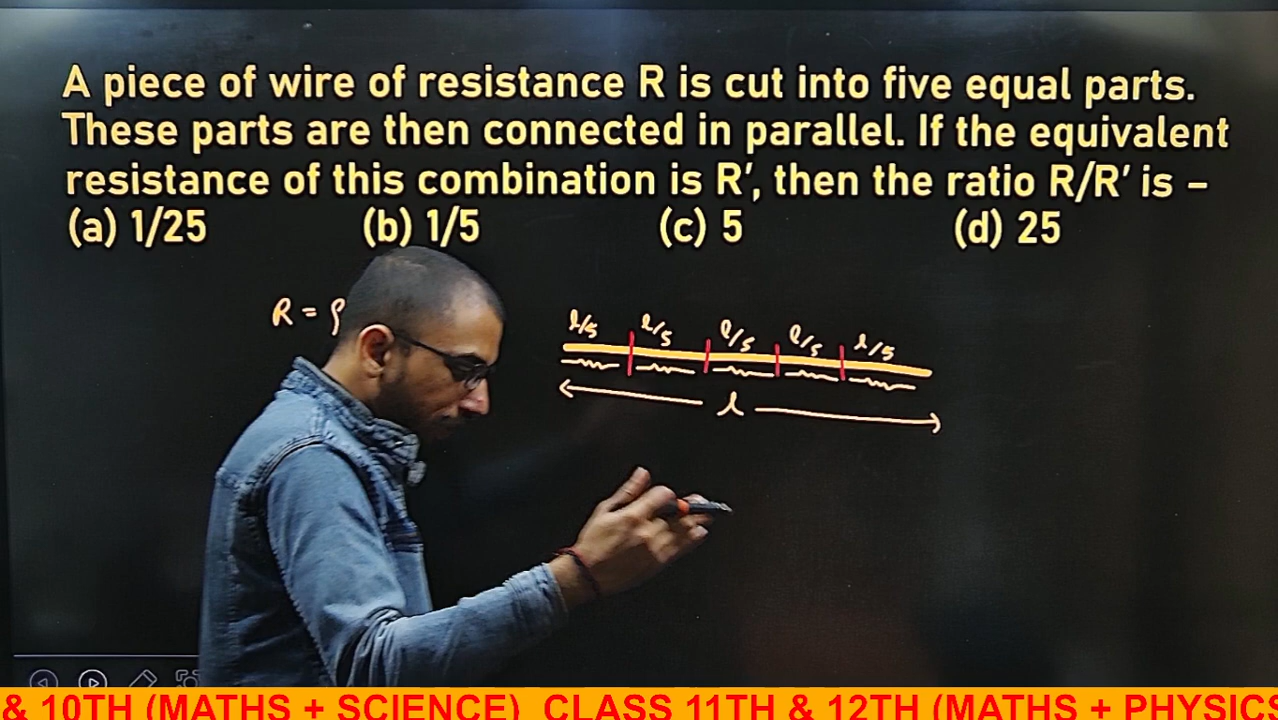 A piece of wire of resistance R is cut into five equal parts.
These parts are then connected in parallel. If the equivalent
resistance of this combination is R′, then the ratio R/R′ is –
(a) 1/25 (b) 1/5 (c) 5 (d) 25
R = ρ
l/5 l/5 l/5 l/5 l/5
l
& 10TH (MATHS + SCIENCE) CLASS 11TH & 12TH (MATHS + PHYSICS